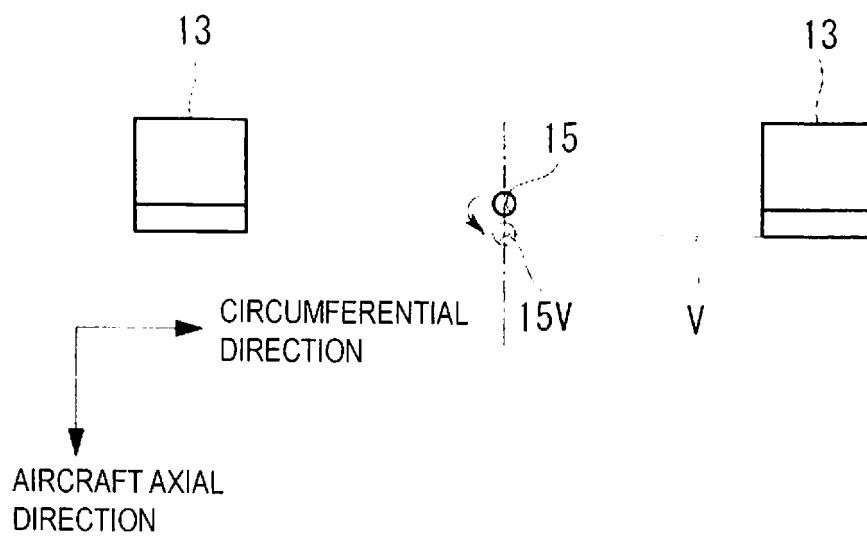 13
13
15
15V
V
CIRCUMFERENTIAL
DIRECTION
AIRCRAFT AXIAL
DIRECTION